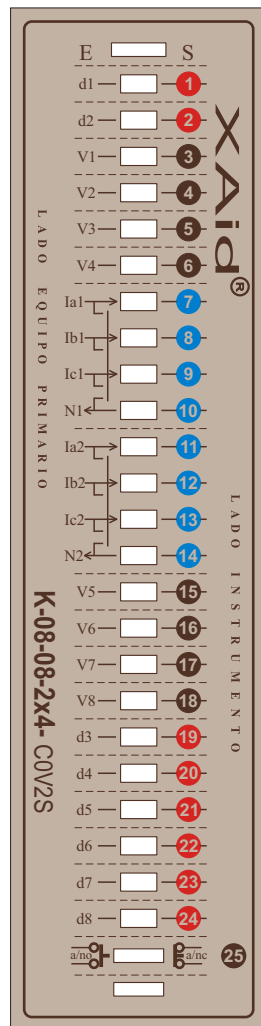 E S
d1 1
d2 2
V1 3
V2 4
V3 5
V4 6
Ia1 7
Ib1 8
Ic1 9
N1 10
Ia2 11
Ib2 12
Ic2 13
N2 14
V5 15
V6 16
V7 17
V8 18
d3 19
d4 20
d5 21
d6 22
d7 23
d8 24
a/no a/nc 25
XAid®
LADO EQUIPO PRIMARIO
LADO INSTRUMENTO
K-08-08-2x4- C0V2S